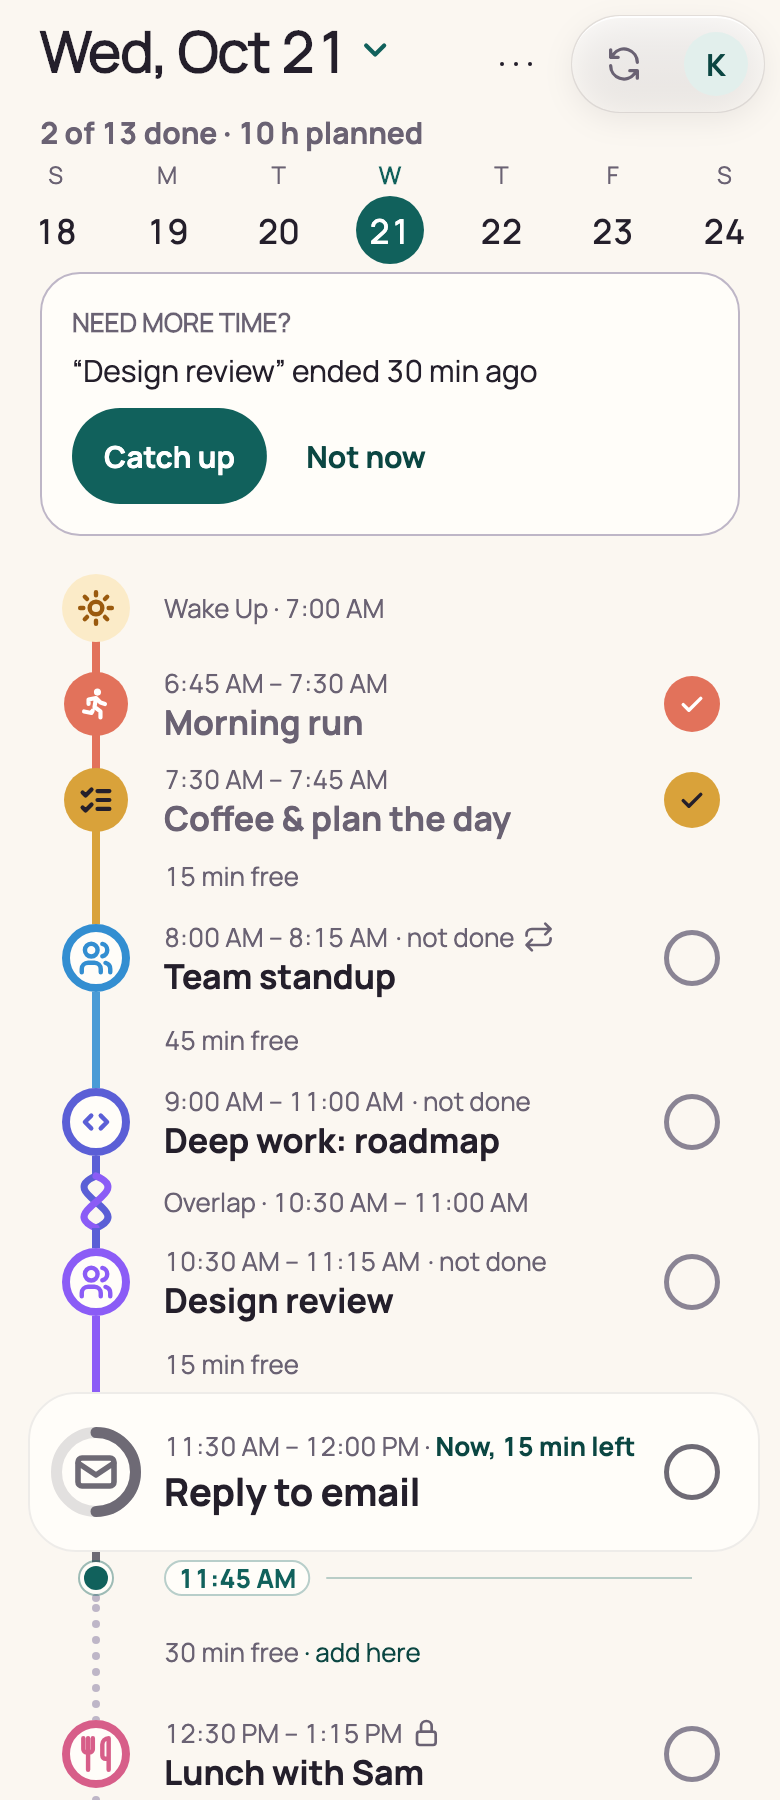 Wed, Oct 21
...
K
2 of 13 done · 10 h planned
S M T W T F S
18 19 20 21 22 23 24
NEED MORE TIME?
“Design review” ended 30 min ago
Catch up Not now
Wake Up · 7:00 AM
6:45 AM – 7:30 AM
Morning run
7:30 AM – 7:45 AM
Coffee & plan the day
15 min free
8:00 AM – 8:15 AM · not done
Team standup
45 min free
9:00 AM – 11:00 AM · not done
Deep work: roadmap
Overlap · 10:30 AM – 11:00 AM
10:30 AM – 11:15 AM · not done
Design review
15 min free
11:30 AM – 12:00 PM · Now, 15 min left
Reply to email
11:45 AM
30 min free · add here
12:30 PM – 1:15 PM
Lunch with Sam